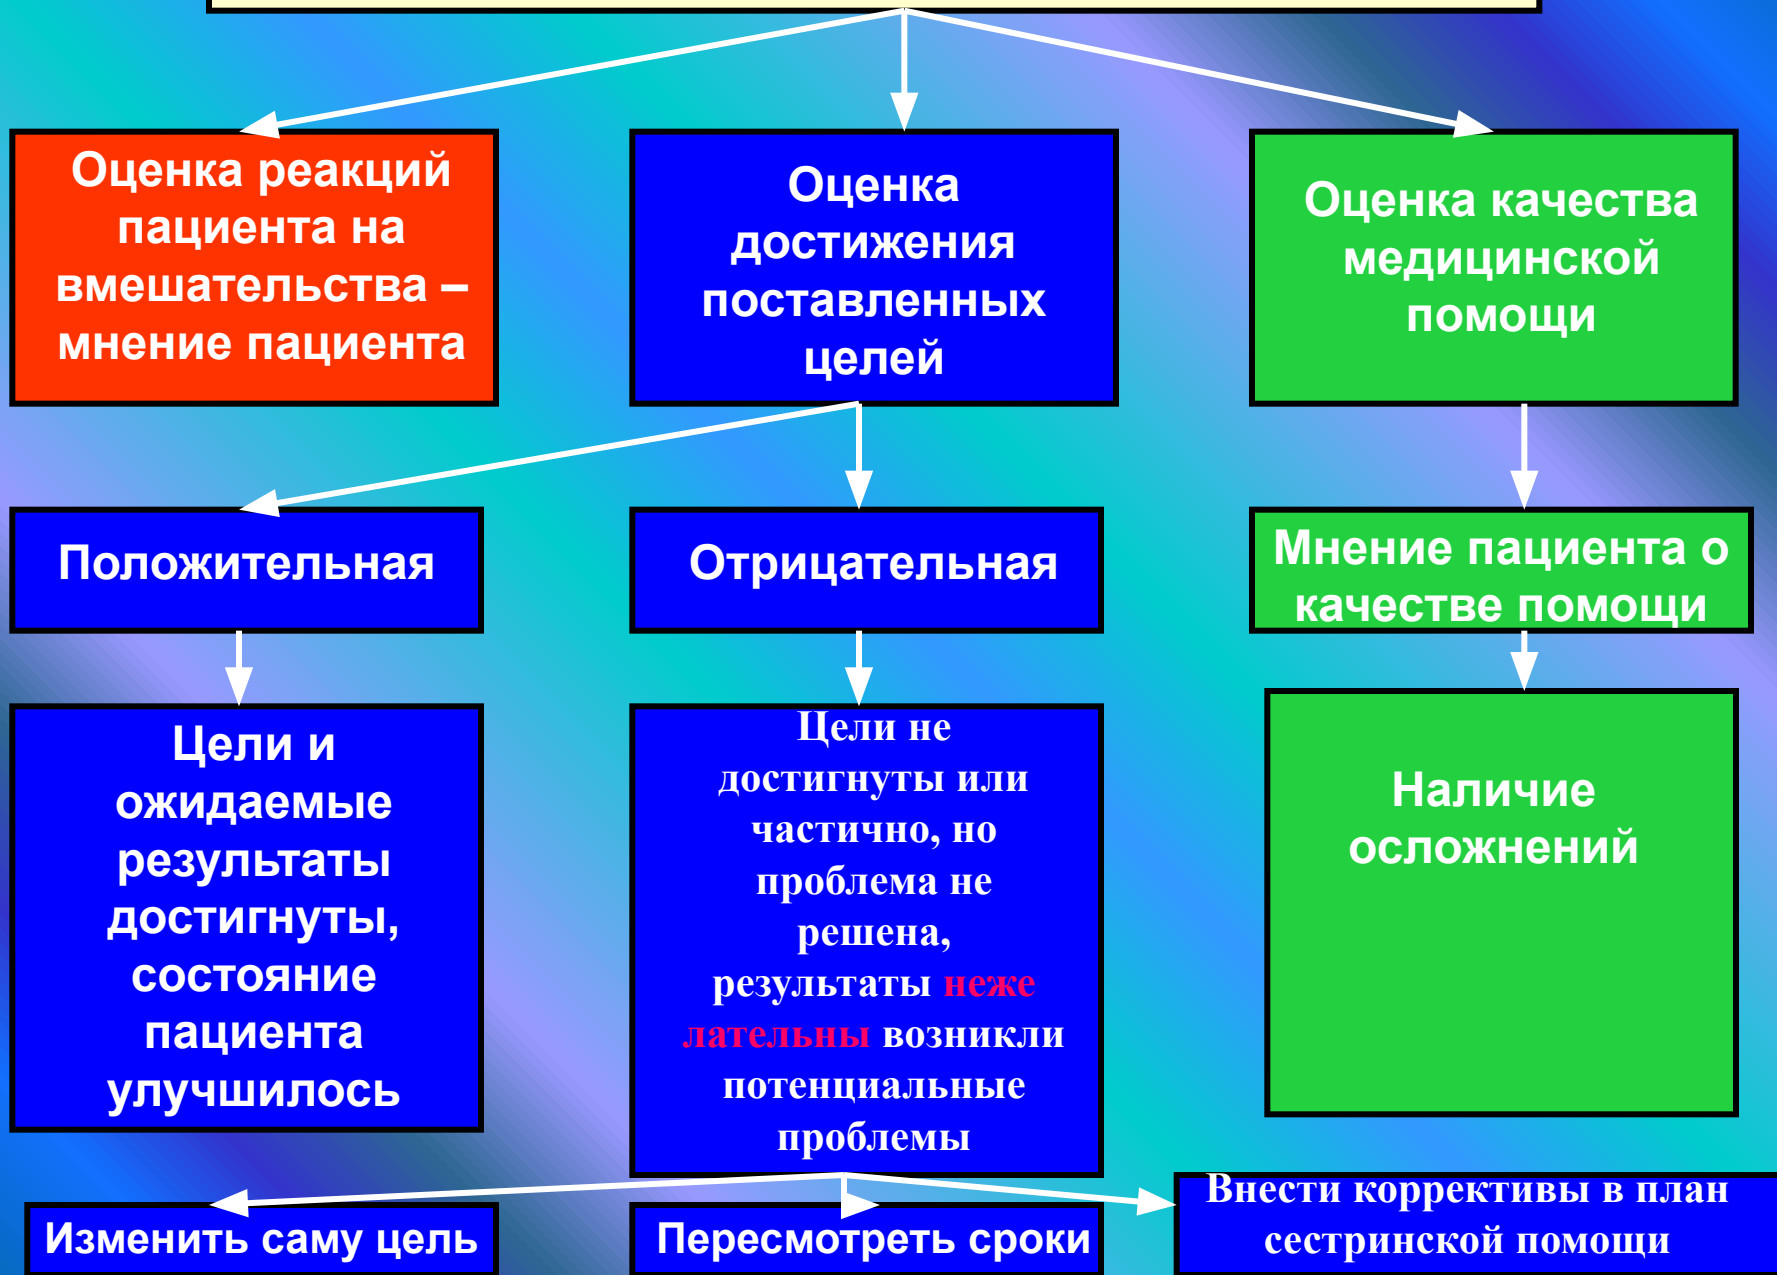 Оценка реакций
пациента на
вмешательства –
мнение пациента
Оценка
достижения
поставленных
целей
Оценка качества
медицинской
помощи
Положительная
Отрицательная
Мнение пациента о
качестве помощи
Цели и
ожидаемые
результаты
достигнуты,
состояние
пациента
улучшилось
Цели не
достигнуты или
частично, но
проблема не
решена,
результаты неже
лательны возникли
потенциальные
проблемы
Наличие
осложнений
Изменить саму цель
Пересмотреть сроки
Внести коррективы в план
сестринской помощи